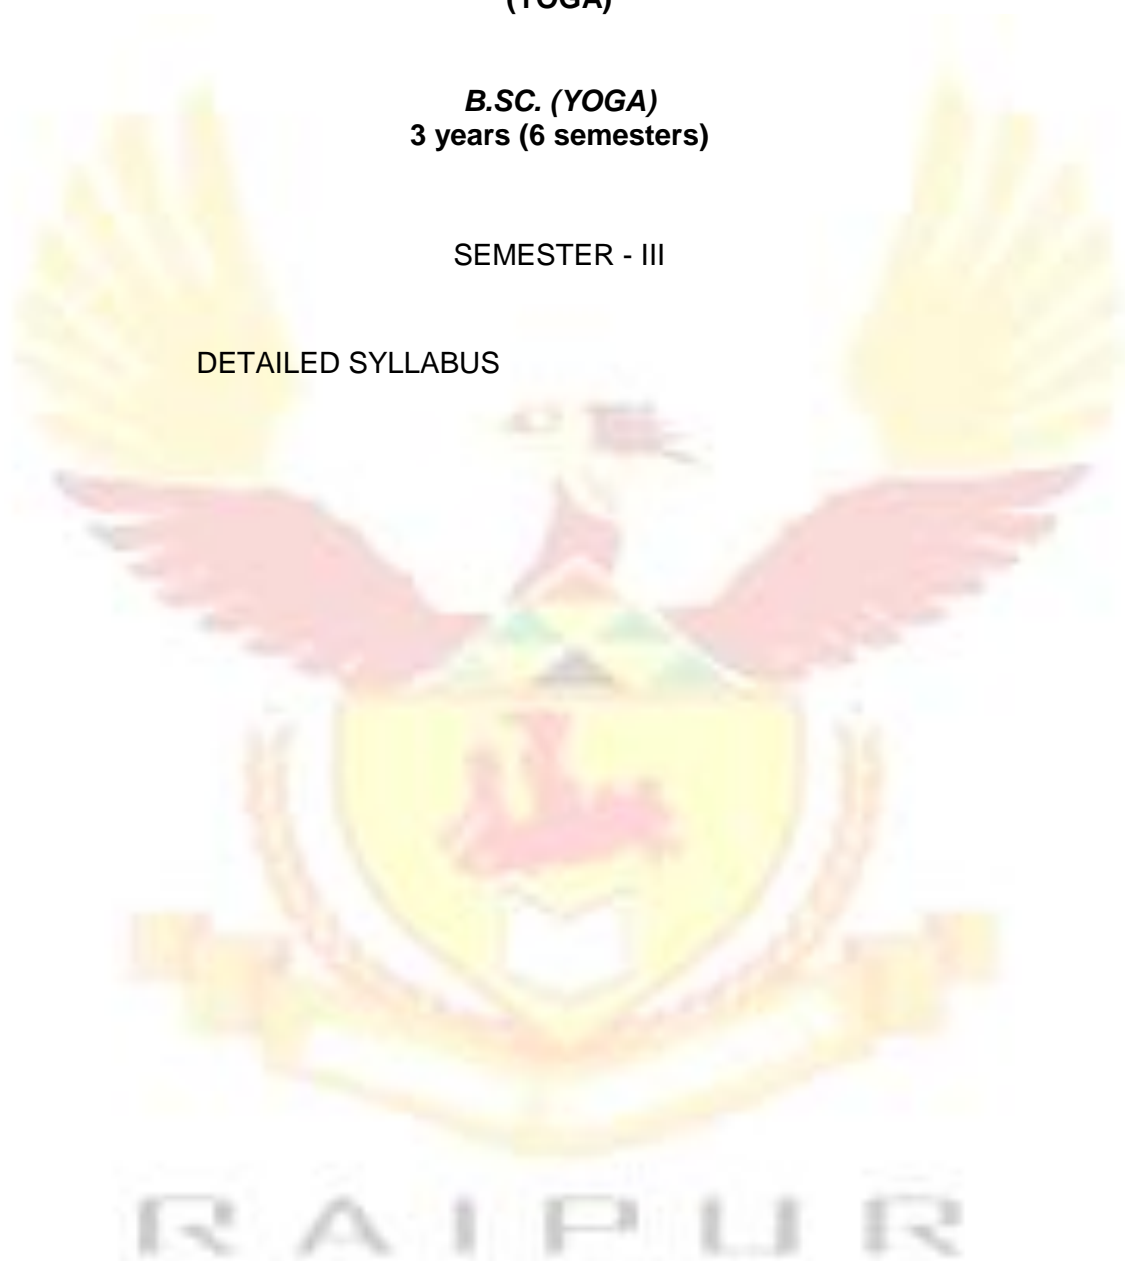 (YOGA)
B.SC. (YOGA)
3 years (6 semesters)
SEMESTER - III
DETAILED SYLLABUS
RAIPUR